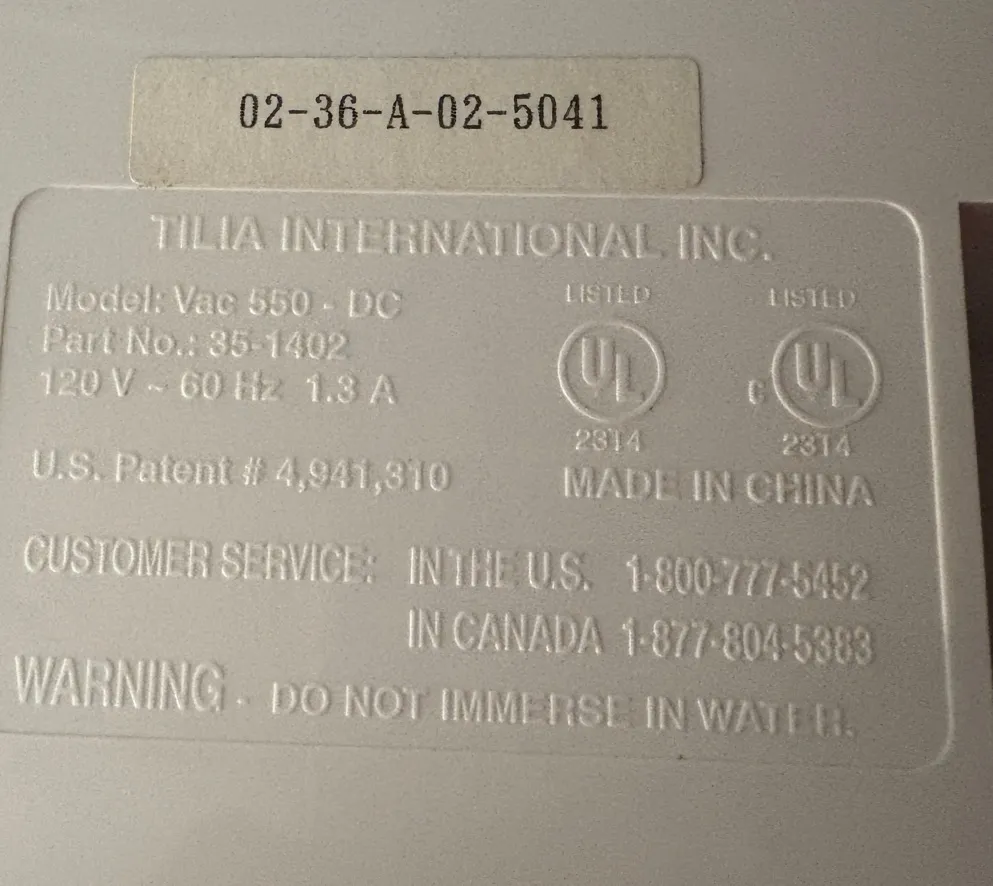 02-36-A-02-5041
TILIA INTERNATIONAL INC.
Model: Vac 550 - DC
Part No.: 35-1402
120 V ~ 60 Hz 1.3 A
LISTED
UL
2314
LISTED
C UL
2314
U.S. Patent # 4,941,310
MADE IN CHINA
CUSTOMER SERVICE: IN THE U.S. 1-800-777-5452
IN CANADA 1-877-804-5383
WARNING - DO NOT IMMERSE IN WATER.